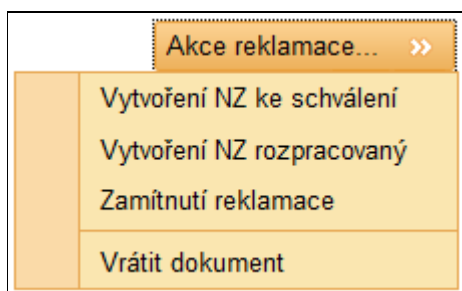 Akce reklamace... »
Vytvoření NZ ke schválení
Vytvoření NZ rozpracovaný
Zamítnutí reklamace
Vrátit dokument